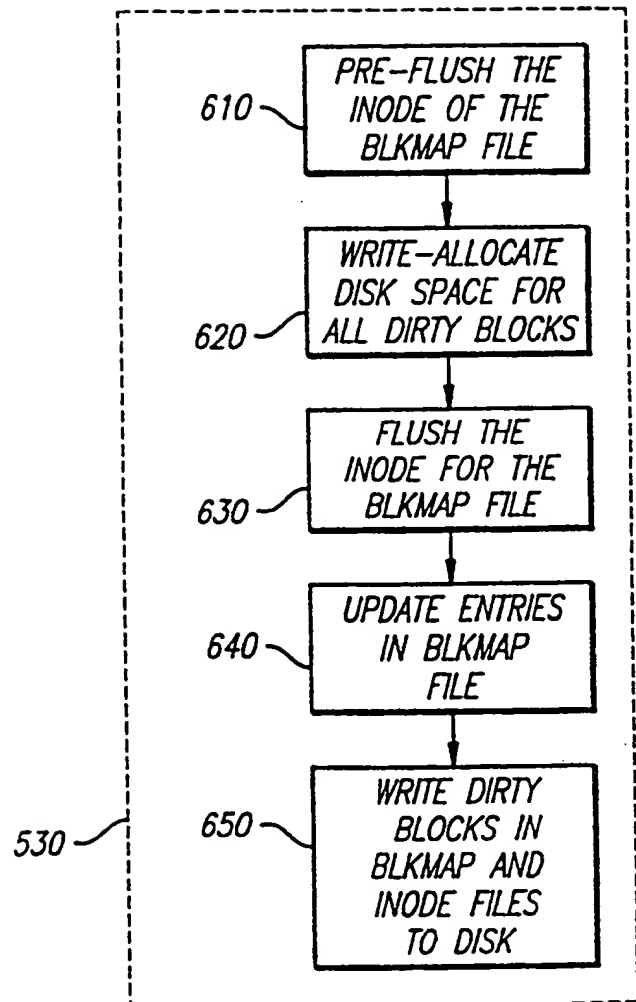 610
PRE-FLUSH THE
INODE OF THE
BLKMAP FILE
620
WRITE-ALLOCATE
DISK SPACE FOR
ALL DIRTY BLOCKS
630
FLUSH THE
INODE FOR THE
BLKMAP FILE
640
UPDATE ENTRIES
IN BLKMAP
FILE
530
650
WRITE DIRTY
BLOCKS IN
BLKMAP AND
INODE FILES
TO DISK